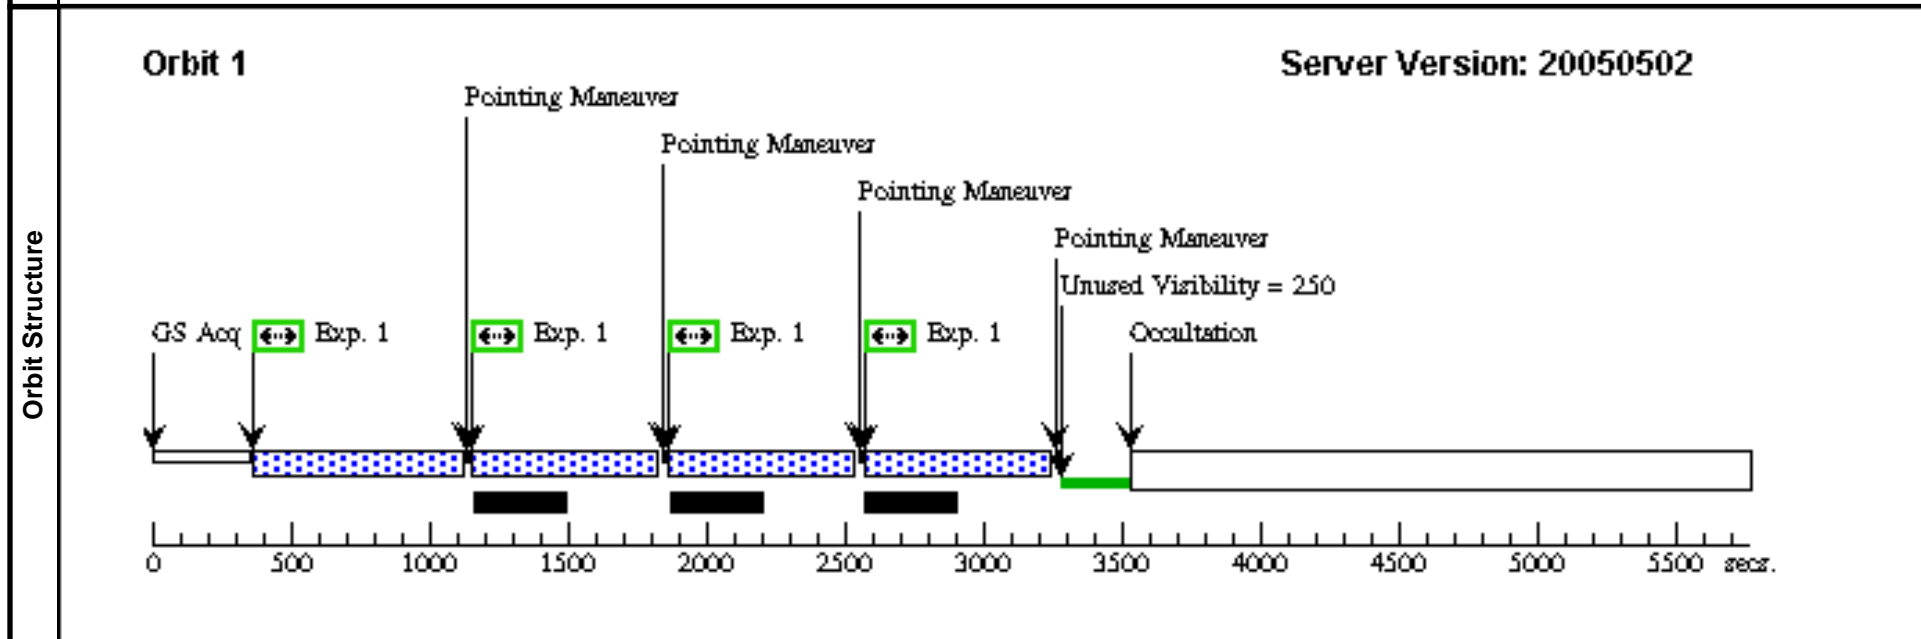 Orbit Structure
Orbit 1
Server Version: 20050502
Pointing Maneuver
Pointing Maneuver
Pointing Maneuver
Pointing Maneuver
Unused Visibility = 250
GS Acq
Exp. 1
Exp. 1
Exp. 1
Exp. 1
Occultation
0 500 1000 1500 2000 2500 3000 3500 4000 4500 5000 5500 secs.